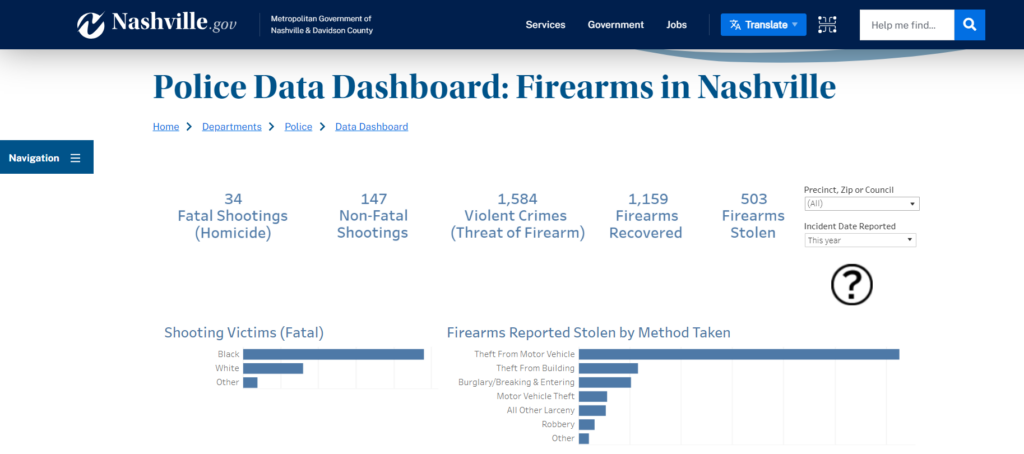 Nashville.gov
Metropolitan Government of
Nashville & Davidson County
Services
Government
Jobs
Translate
Help me find...
Police Data Dashboard: Firearms in Nashville
Home
Departments
Police
Data Dashboard
Navigation
34
Fatal Shootings
(Homicide)
147
Non-Fatal
Shootings
1,584
Violent Crimes
(Threat of Firearm)
1,159
Firearms
Recovered
503
Firearms
Stolen
Precinct, Zip or Council
(All)
Incident Date Reported
This year
?
Shooting Victims (Fatal)
Black
White
Other
Firearms Reported Stolen by Method Taken
Theft From Motor Vehicle
Theft From Building
Burglary/Breaking & Entering
Motor Vehicle Theft
All Other Larceny
Robbery
Other